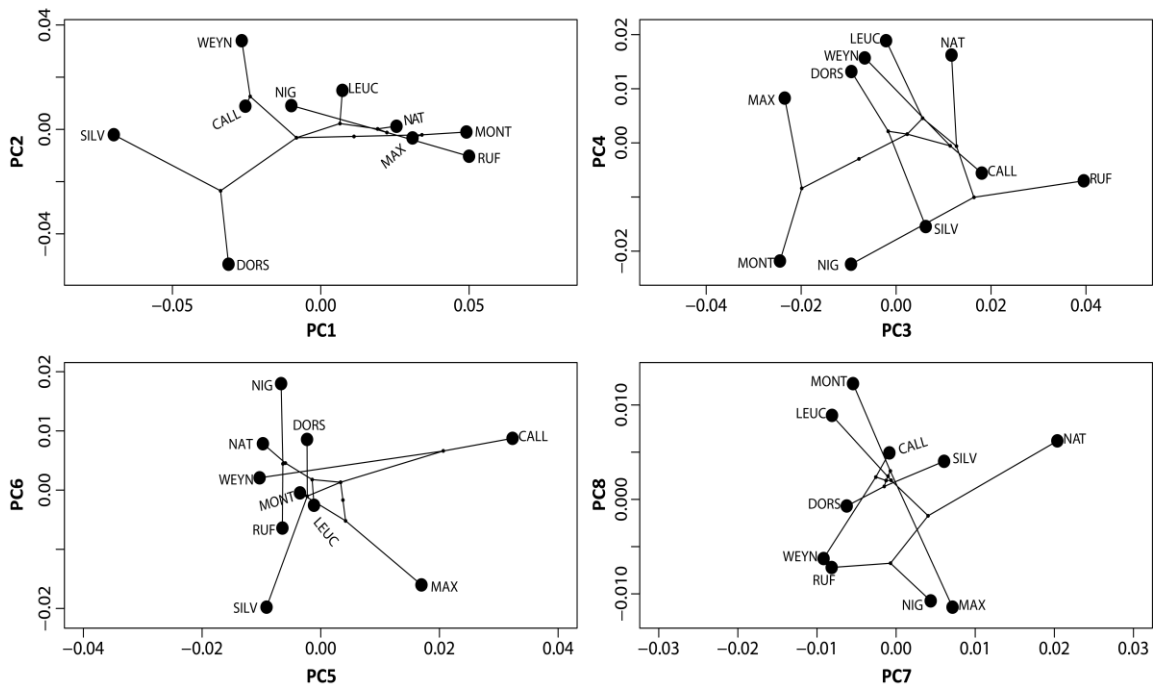 0.04
WEYN
LEUC
NIG
CALL
NAT
PC2
0.00
SILV
MONT
MAX
RUF
−0.04
DORS
−0.05
0.00
0.05
PC1
0.02
LEUC
NAT
WEYN
DORS
0.01
MAX
PC4
0.00
CALL
RUF
SILV
−0.02
MONT
NIG
−0.04
−0.02
0.00
0.02
0.04
PC3
0.02
NIG
0.01
DORS
NAT
CALL
PC6
WEYN
0.00
MONT
RUF
LEUC
MAX
−0.02
SILV
−0.04
−0.02
0.00
0.02
0.04
PC5
MONT
0.010
LEUC
CALL
NAT
SILV
PC8
0.000
DORS
WEYN
RUF
−0.010
NIG
MAX
−0.03
−0.02
−0.01
0.00
0.01
0.02
0.03
PC7